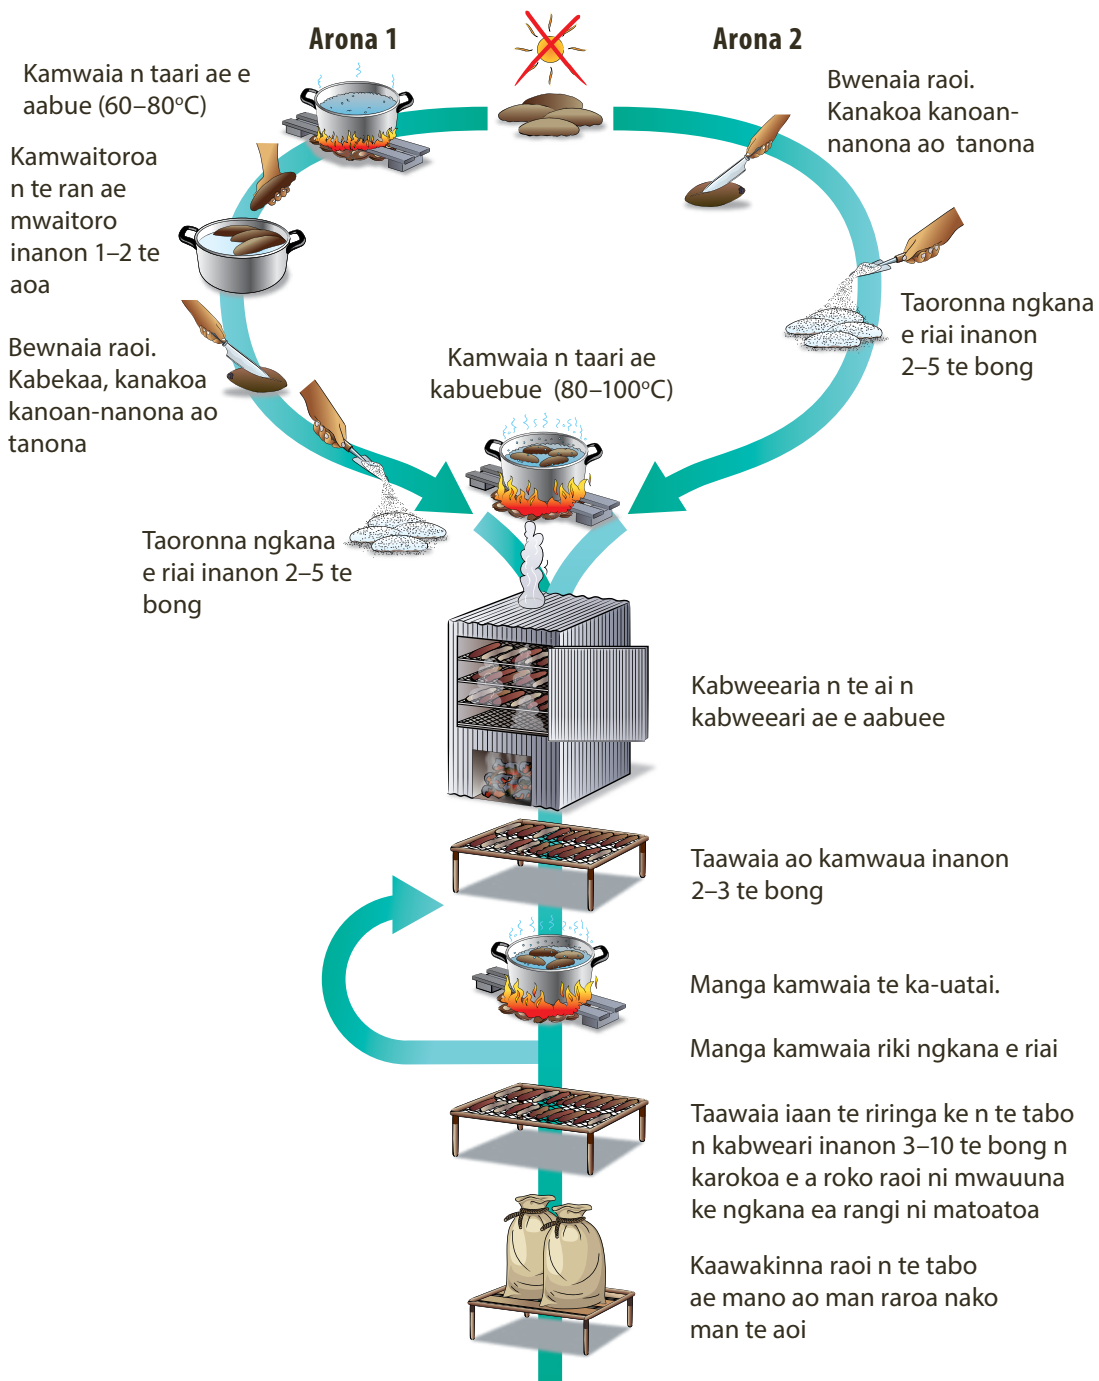 Arona 1
Kamwaia n taari ae e
aabue (60–80°C)
Kamwaitoroa
n te ran ae
mwaitoro
inanon 1–2 te
aoa
Bewnaia raoi.
Kabekaa, kanakoa
kanoan-nanona ao
tanona
Taoronna ngkana
e riai inanon 2–5 te
bong
Arona 2
Bwenaia raoi.
Kanakoa kanoan-
nanona ao tanona
Taoronna ngkana
e riai inanon
2–5 te bong
Kamwaia n taari ae
kabuebue (80–100°C)
Kabweearia n te ai n
kabweeari ae e aabuee
Taawaia ao kamwaua inanon
2–3 te bong
Manga kamwaia te ka-uatai.
Manga kamwaia riki ngkana e riai
Taawaia iaan te riringa ke n te tabo
n kabweari inanon 3–10 te bong n
karokoa e a roko raoi ni mwauuna
ke ngkana ea rangi ni matoatoa
Kaawakinna raoi n te tabo
ae mano ao man raroa nako
man te aoi